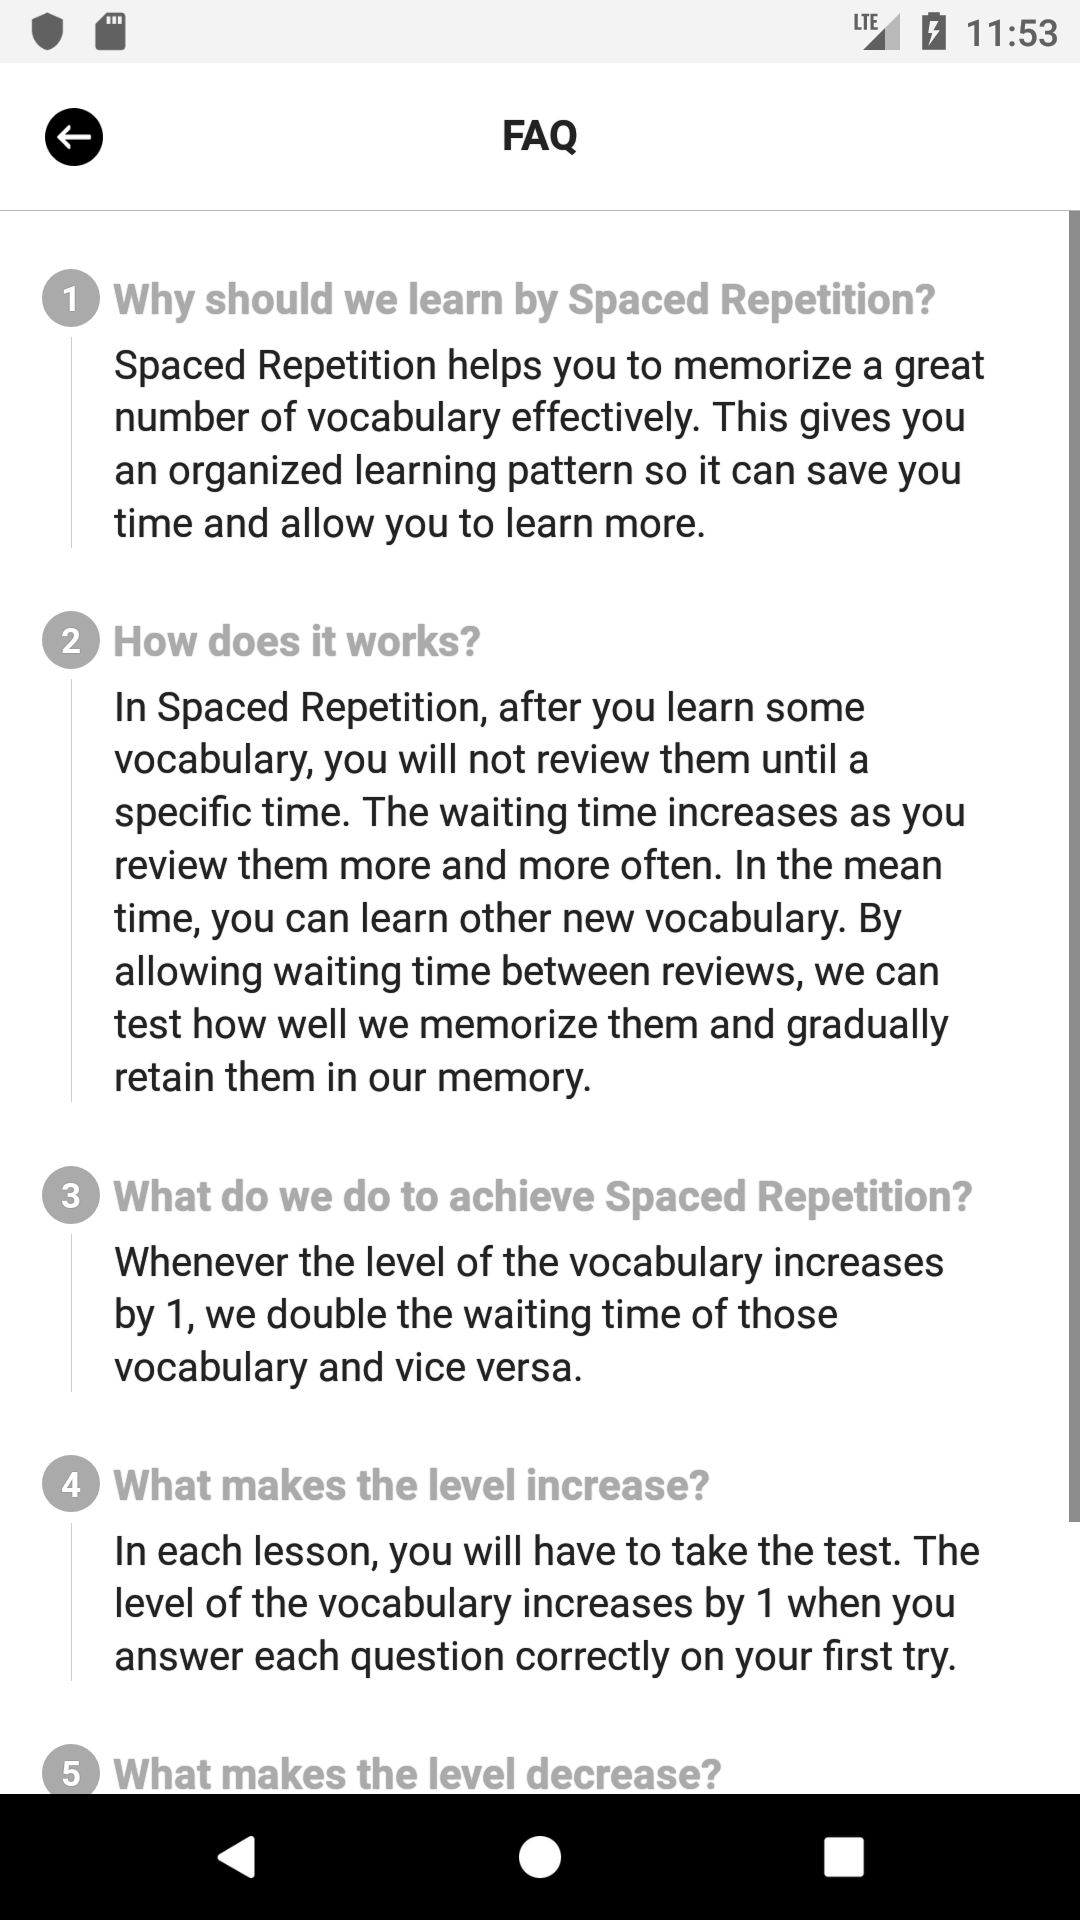 LTE 11:53
FAQ
1 Why should we learn by Spaced Repetition?
Spaced Repetition helps you to memorize a great
number of vocabulary effectively. This gives you
an organized learning pattern so it can save you
time and allow you to learn more.
2 How does it works?
In Spaced Repetition, after you learn some
vocabulary, you will not review them until a
specific time. The waiting time increases as you
review them more and more often. In the mean
time, you can learn other new vocabulary. By
allowing waiting time between reviews, we can
test how well we memorize them and gradually
retain them in our memory.
3 What do we do to achieve Spaced Repetition?
Whenever the level of the vocabulary increases
by 1, we double the waiting time of those
vocabulary and vice versa.
4 What makes the level increase?
In each lesson, you will have to take the test. The
level of the vocabulary increases by 1 when you
answer each question correctly on your first try.
5 What makes the level decrease?